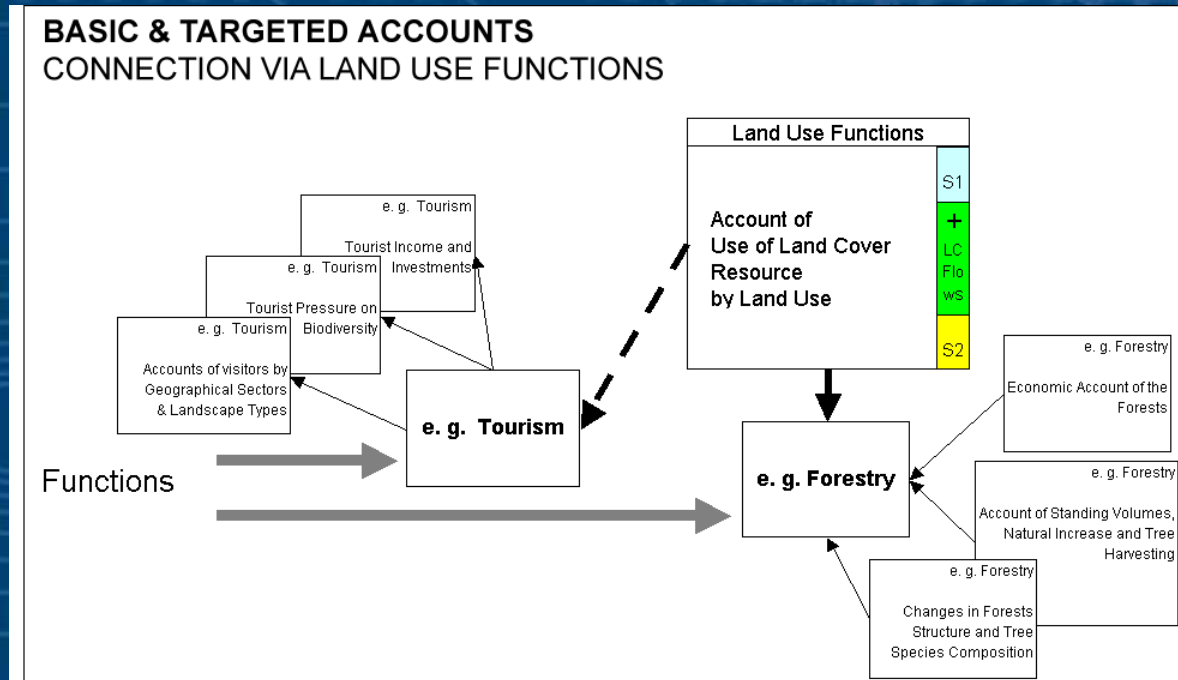 BASIC & TARGETED ACCOUNTS
CONNECTION VIA LAND USE FUNCTIONS
Land Use Functions
Account of
Use of Land Cover
Resource
by Land Use
S1
+
LC
Flo
ws
S2
e. g. Tourism
Tourist Income and
Investments
e. g. Tourism
Tourist Pressure on
Biodiversity
e. g. Tourism
Accounts of visitors by
Geographical Sectors
& Landscape Types
e. g. Tourism
Functions
e. g. Forestry
e. g. Forestry
Economic Account of the
Forests
e. g. Forestry
Account of Standing Volumes,
Natural Increase and Tree
Harvesting
e. g. Forestry
Changes in Forests
Structure and Tree
Species Composition